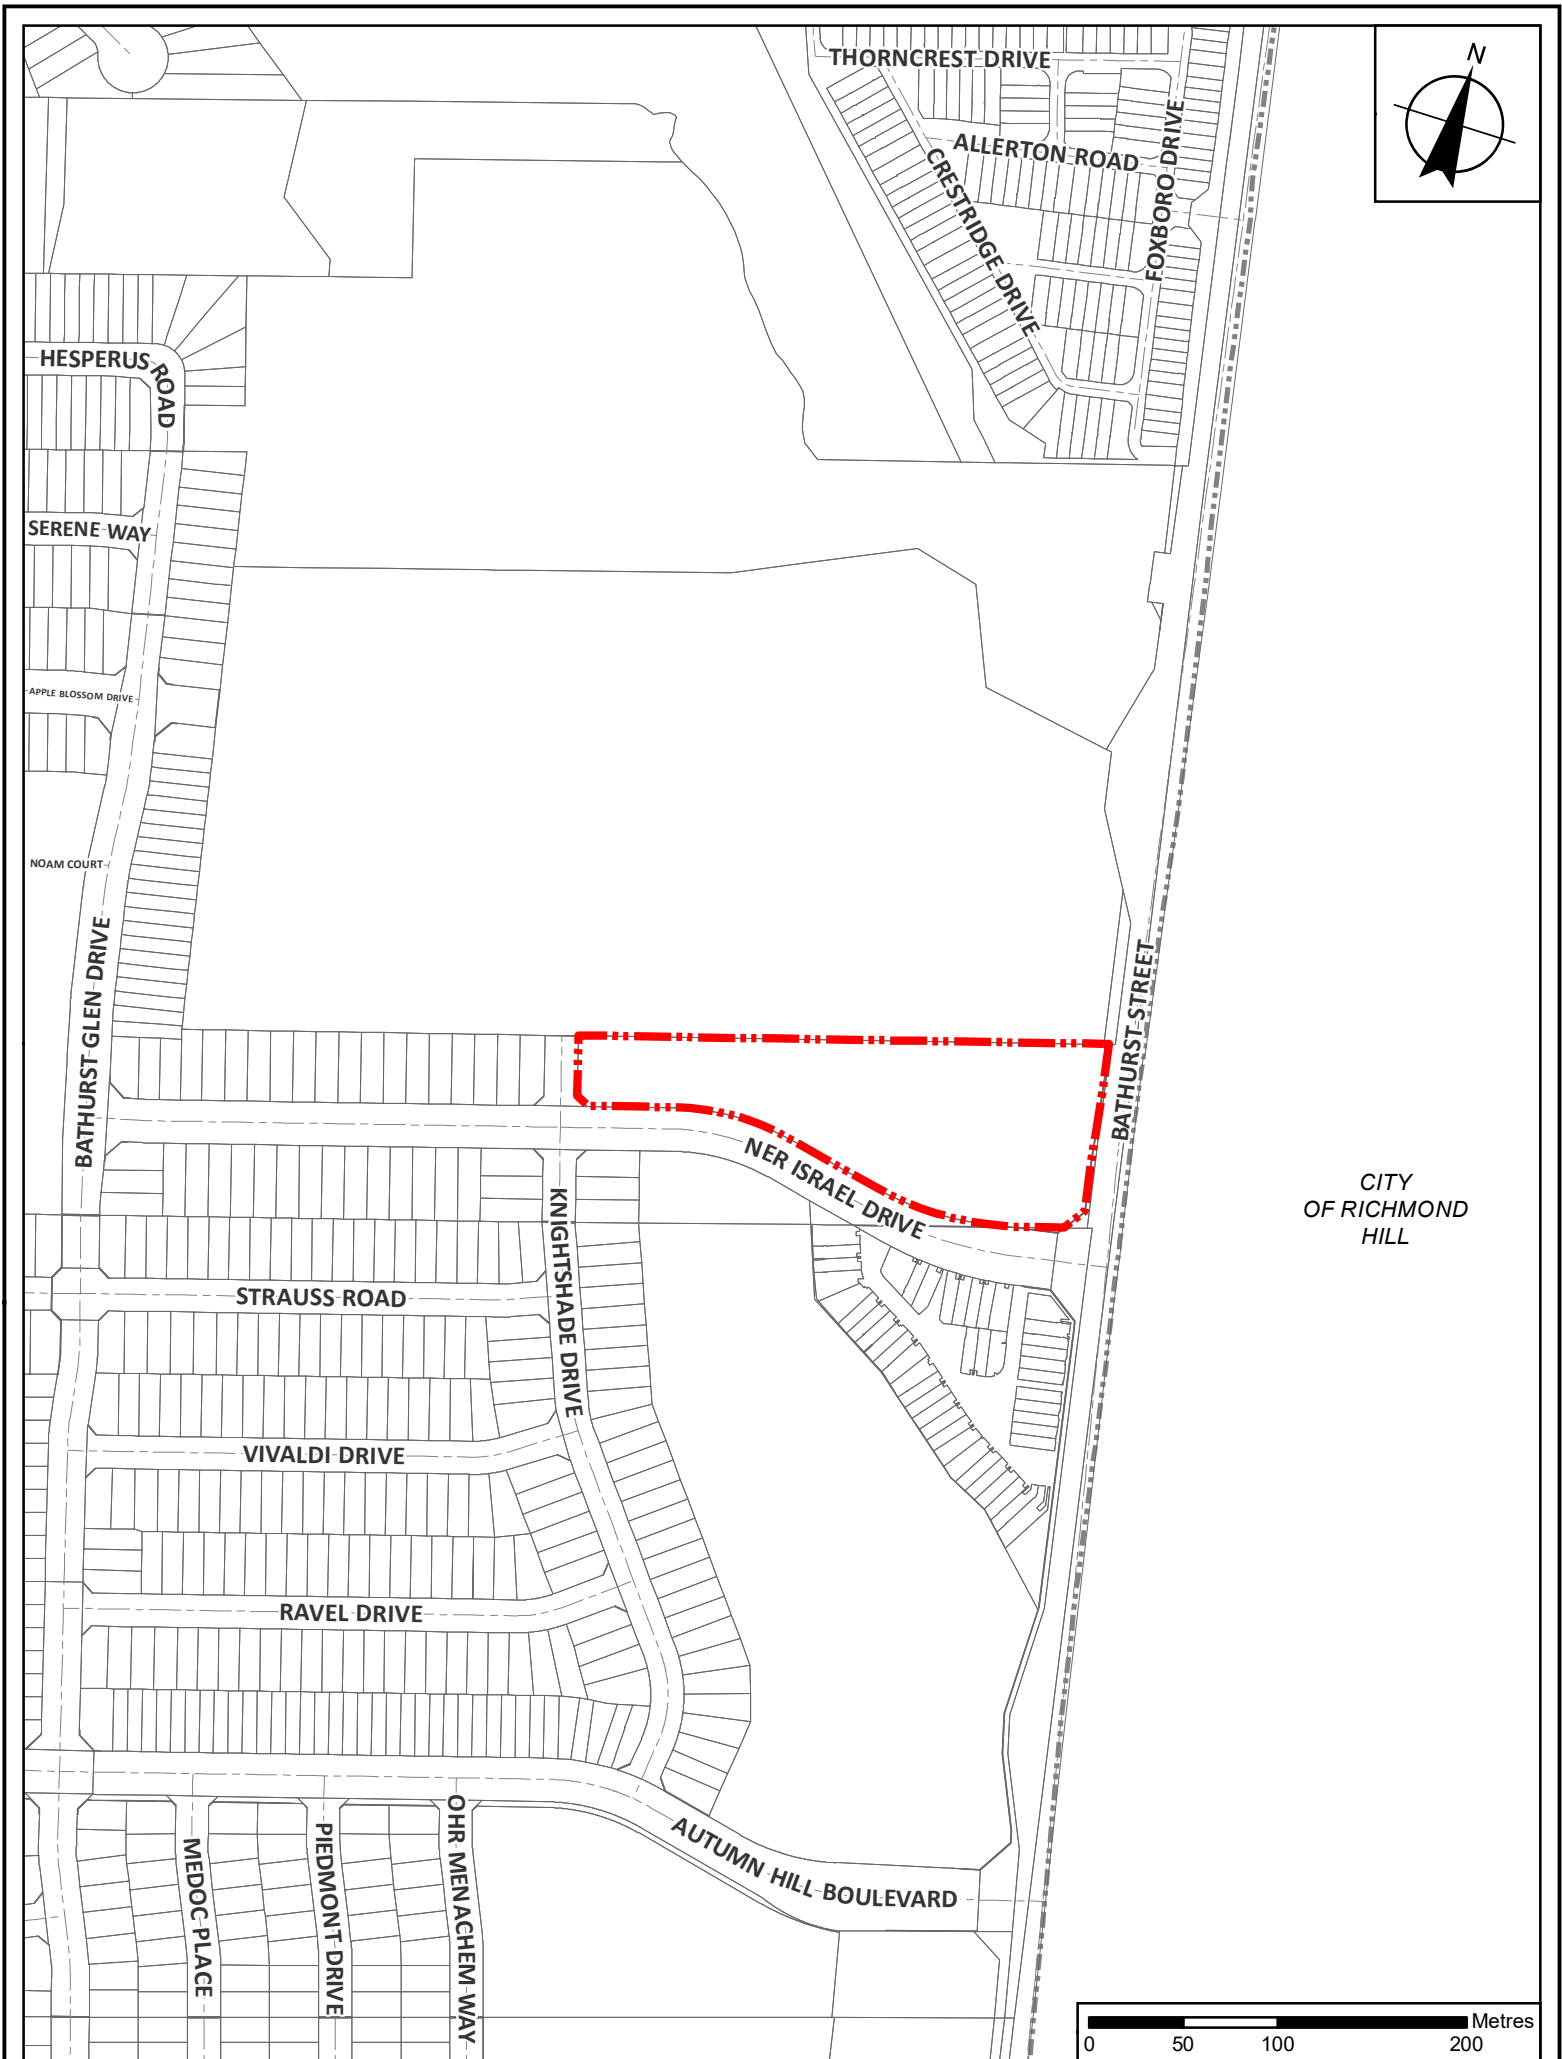 N
THORNCREST DRIVE
ALLERTON ROAD
CRESTRIDGE DRIVE
FOXBORO DRIVE
HESPERUS ROAD
SERENE WAY
APPLE BLOSSOM DRIVE
NOAM COURT
BATHURST GLEN DRIVE
BATHURST STREET
NER ISRAEL DRIVE
CITY
OF RICHMOND
HILL
KNIGHTSHADE DRIVE
STRAUSS ROAD
VIVALDI DRIVE
RAVEL DRIVE
AUTUMN HILL BOULEVARD
MEDOC PLACE
PIEDMONT DRIVE
OHR MENACHEM WAY
Metres
0 50 100 200